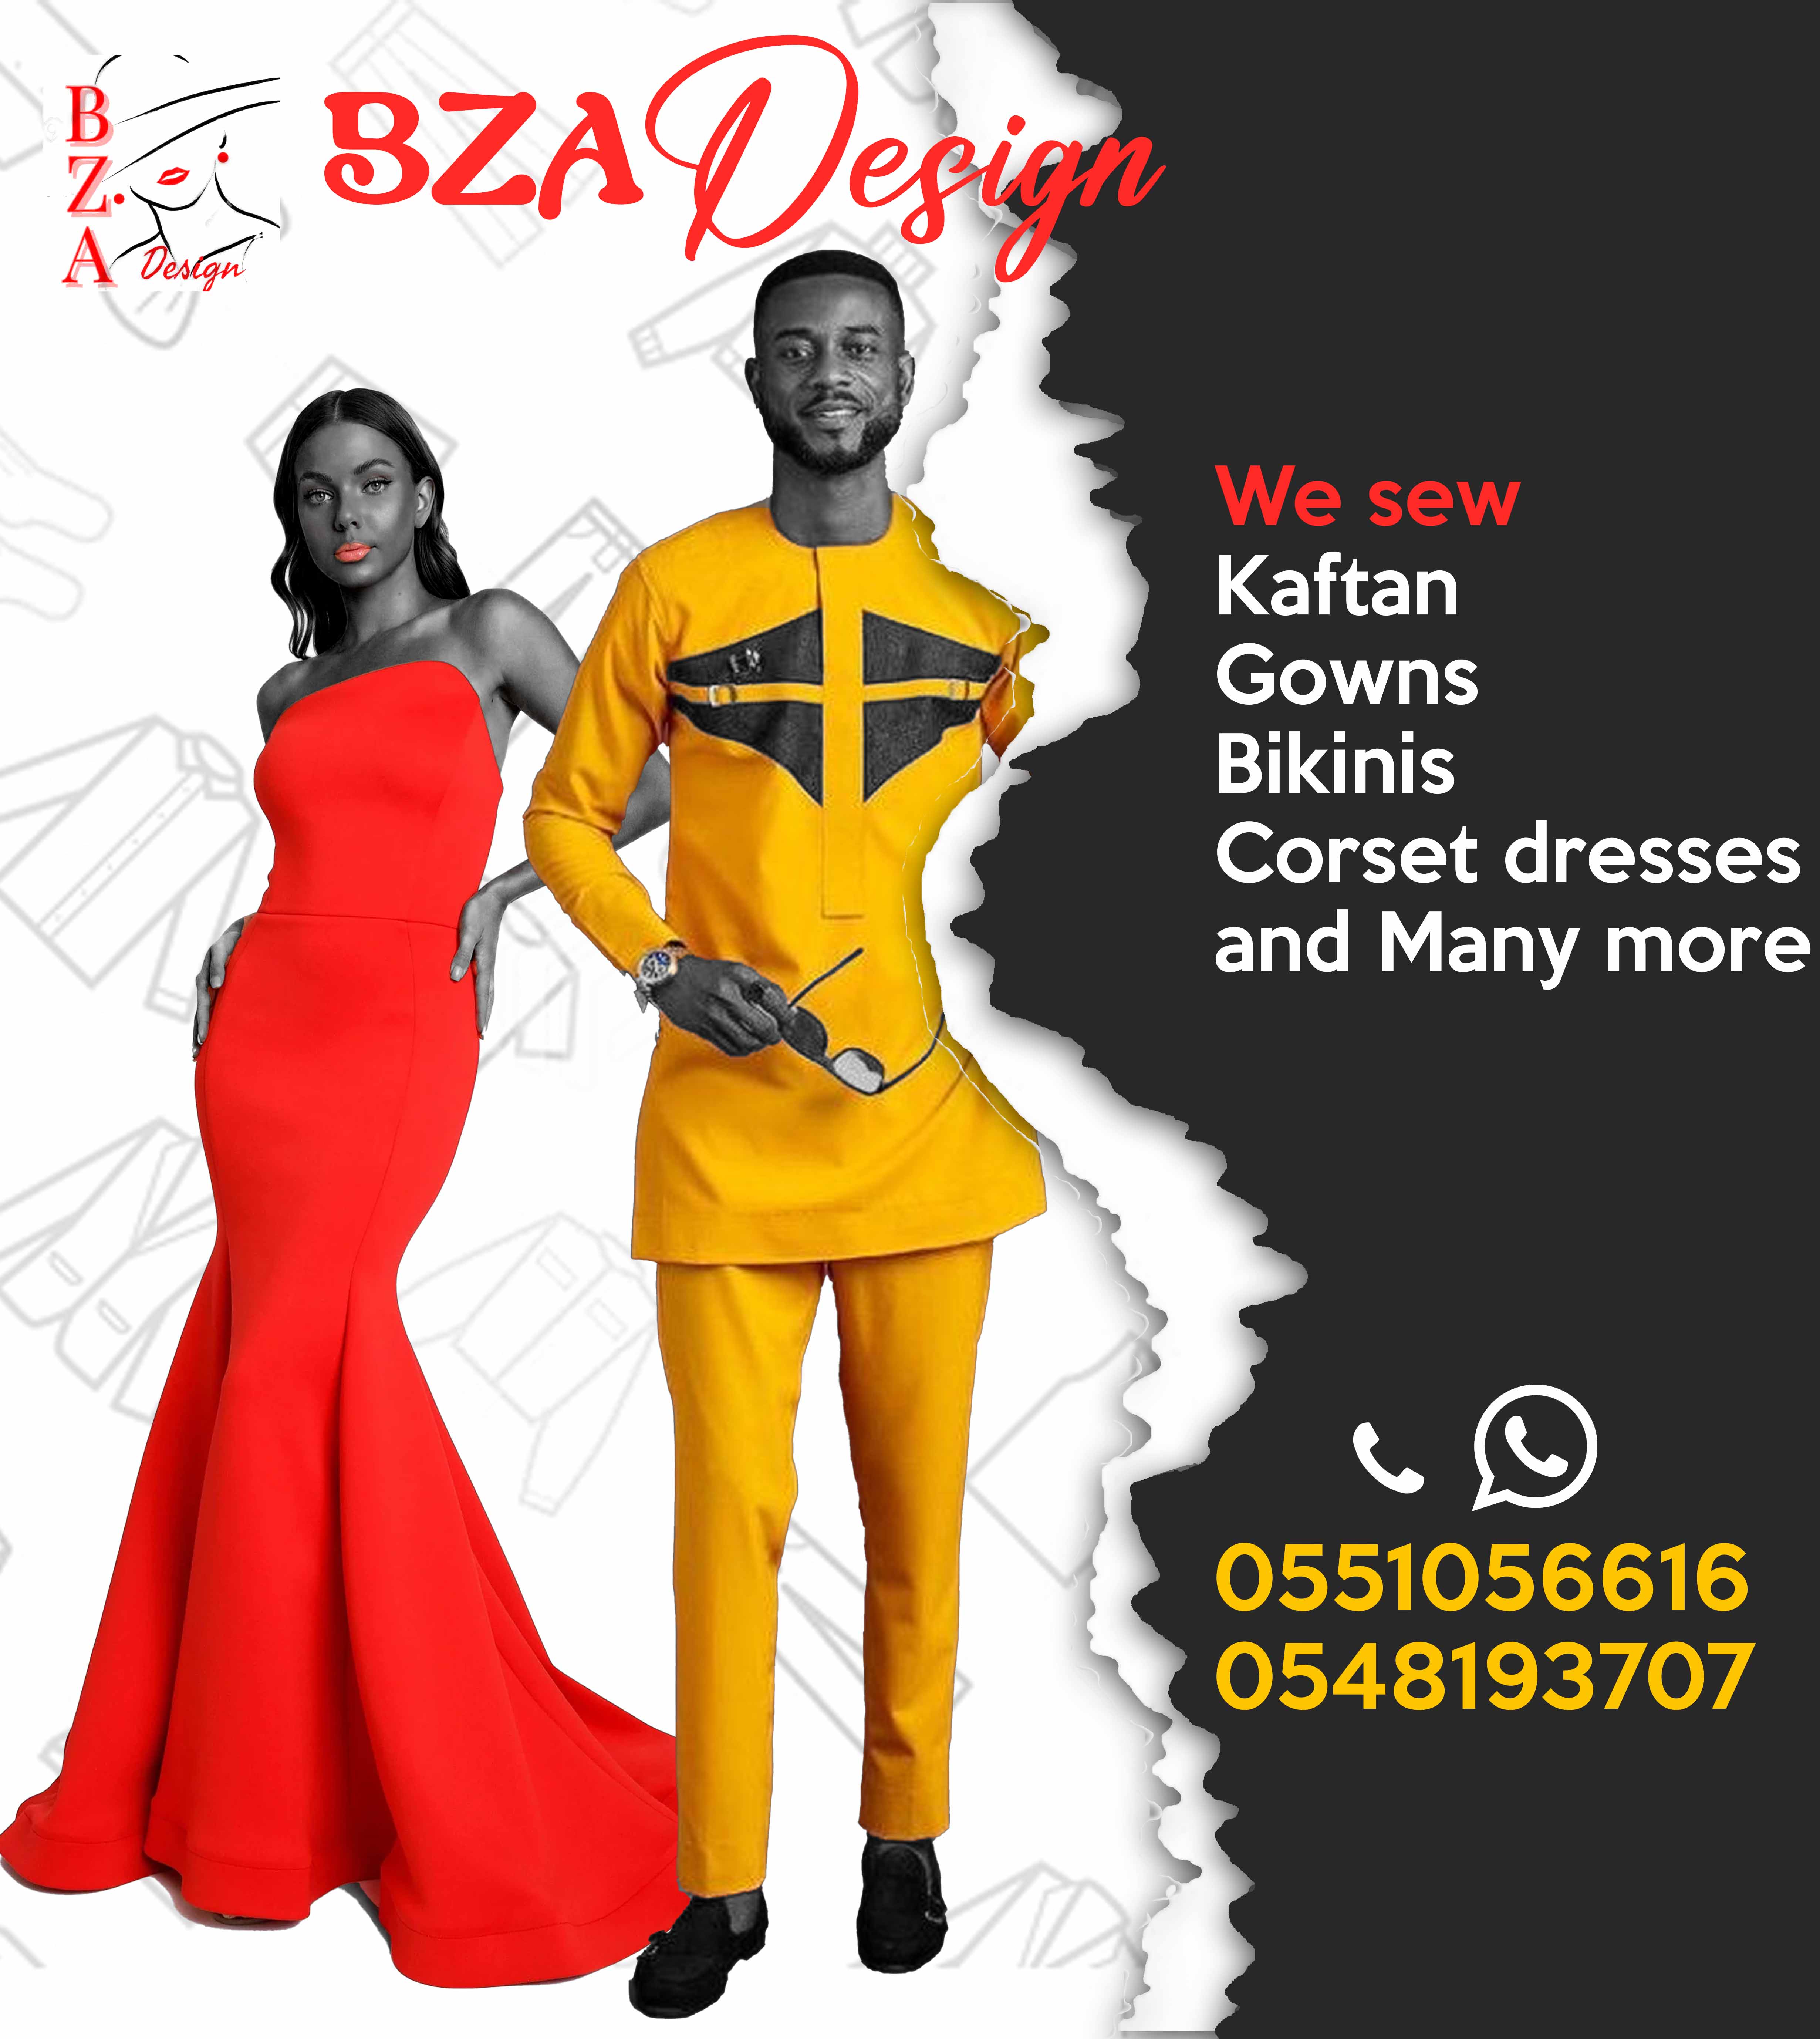 B
Z.
A
Design
BZA Design
We sew
Kaftan
Gowns
Bikinis
Corset dresses
and Many more
0551056616
0548193707